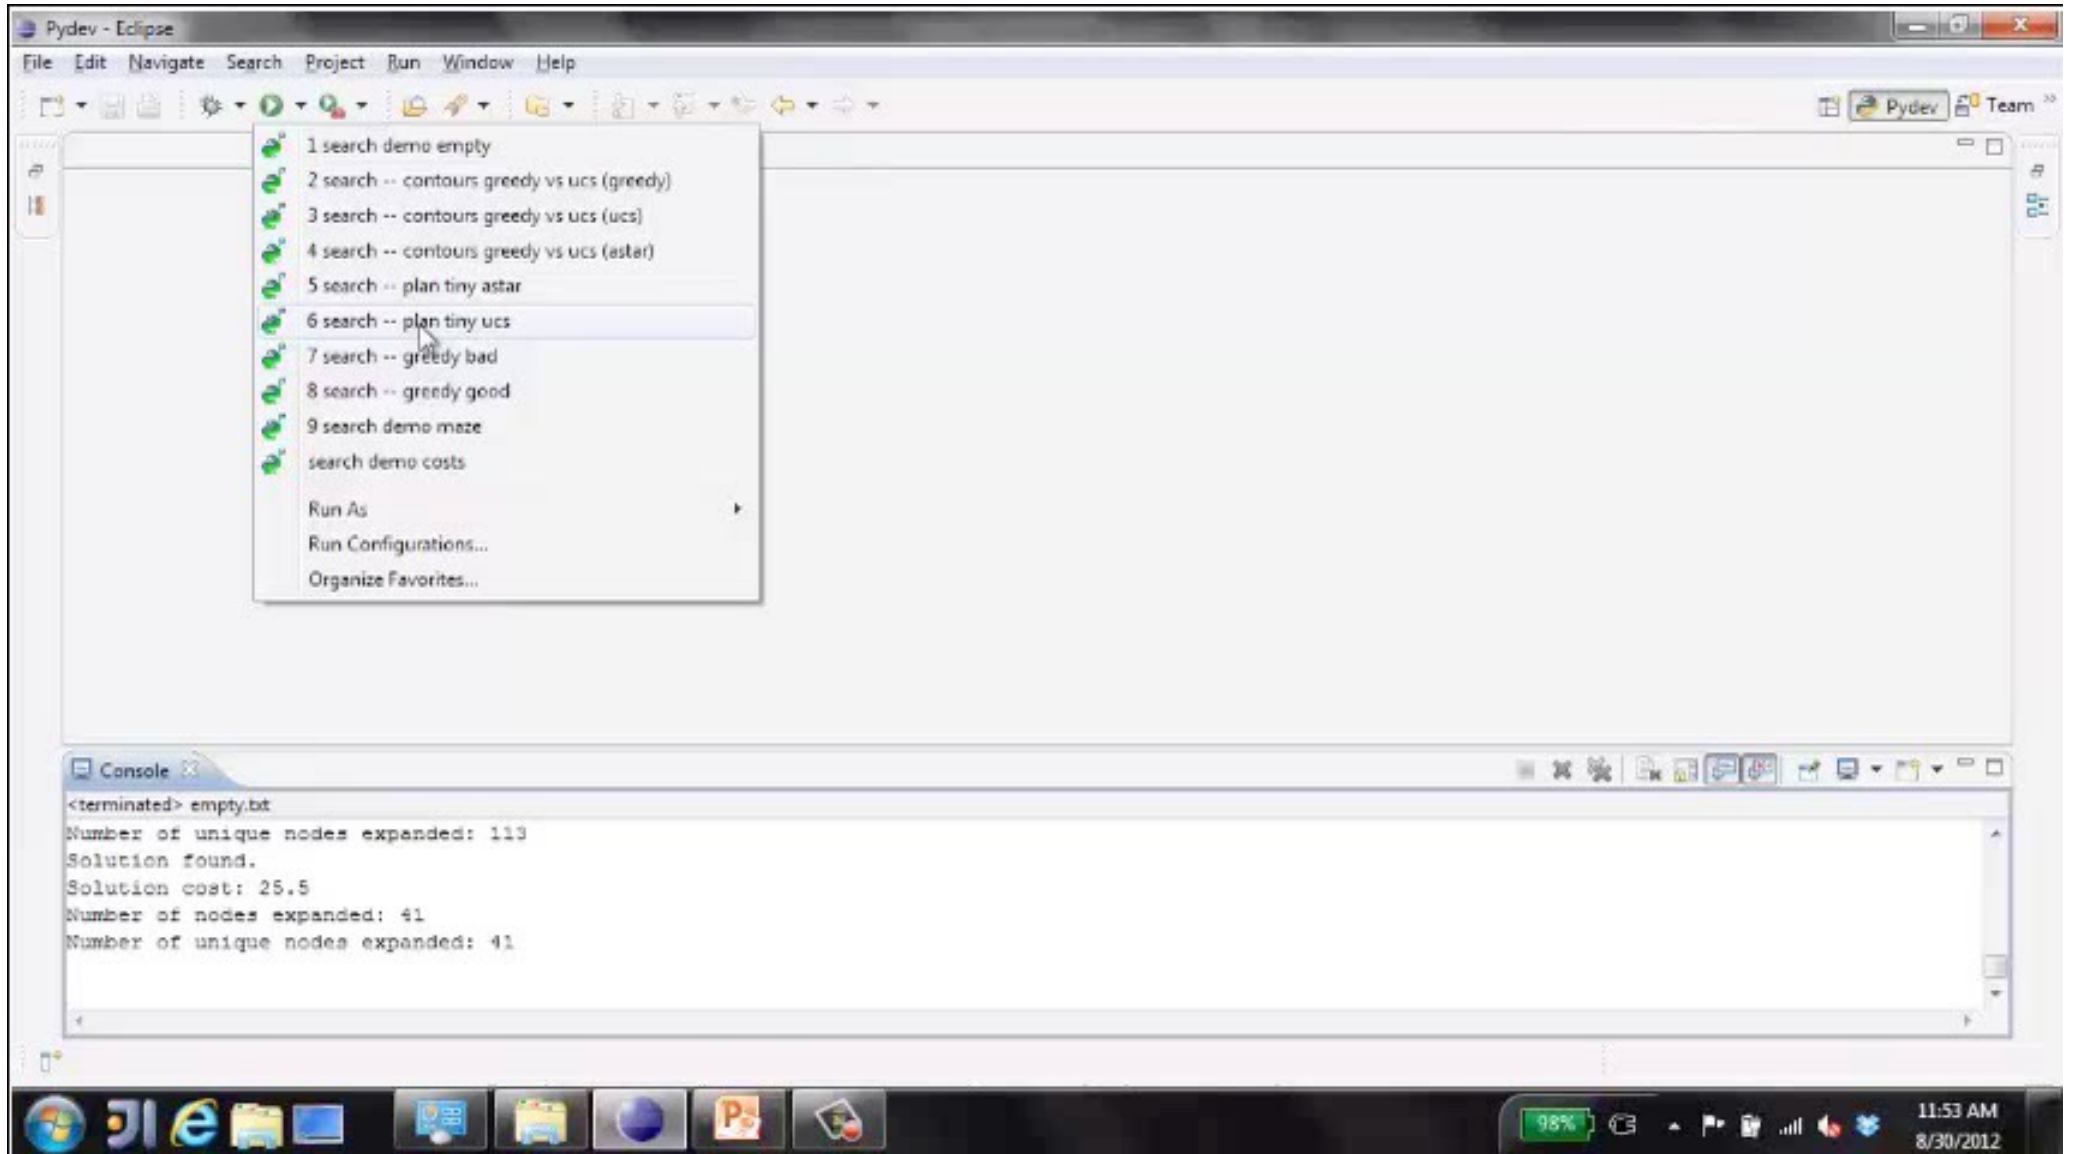 Pydev - Eclipse
File Edit Navigate Search Project Run Window Help
Pydev Team
1 search demo empty
2 search -- contours greedy vs ucs (greedy)
3 search -- contours greedy vs ucs (ucs)
4 search -- contours greedy vs ucs (astar)
5 search -- plan tiny astar
6 search -- plan tiny ucs
7 search -- greedy bad
8 search -- greedy good
9 search demo maze
search demo costs
Run As
Run Configurations...
Organize Favorites...
Console
<terminated> empty.txt
Number of unique nodes expanded: 113
Solution found.
Solution cost: 25.5
Number of nodes expanded: 41
Number of unique nodes expanded: 41
98%
11:53 AM
8/30/2012